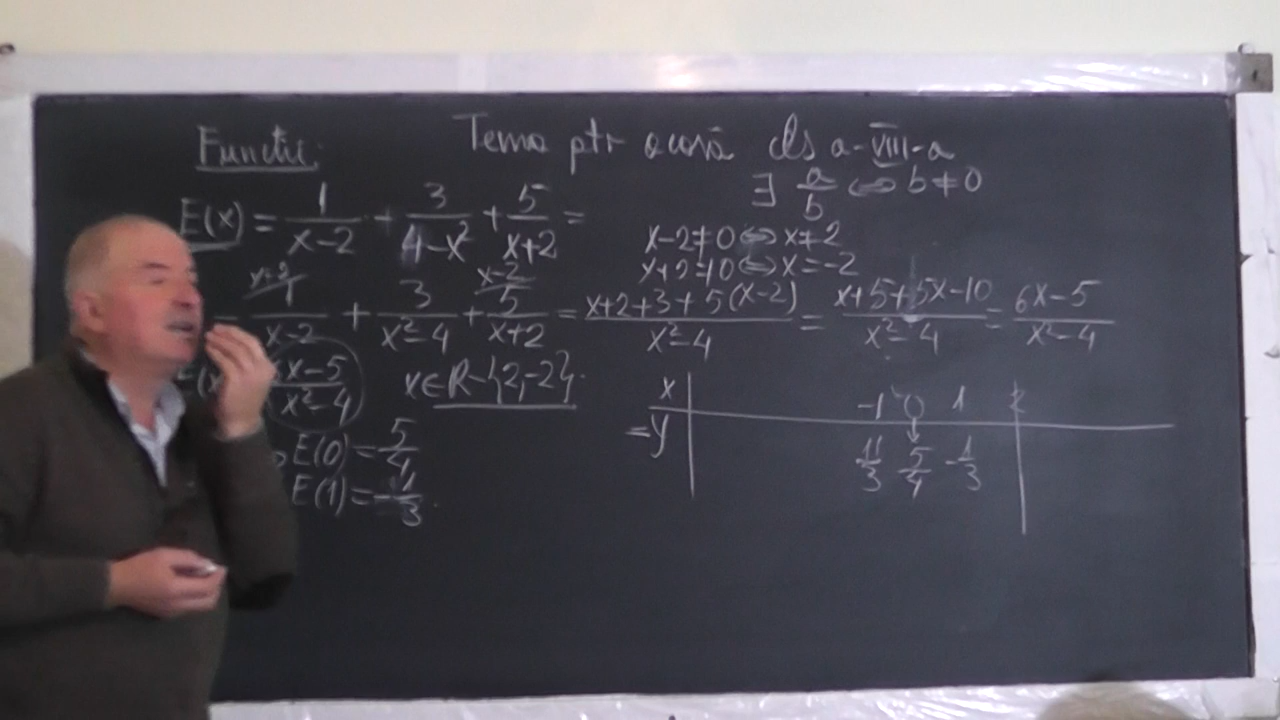 Functii: Tema ptr acasă cls a-VIII-a
∃ a/b ⇔ b≠0
E(x) = 1/(x-2) + 3/(4-x²) + 5/(x+2) =
x-2≠0 ⇔ x≠2
x+2≠0 ⇔ x=-2
= 1/(x-2) + 3/(x²-4) + 5/(x+2) = (x+2+3+5(x-2))/(x²-4) = (x+5+5x-10)/(x²-4) = (6x-5)/(x²-4)
x-5/(x²-4) x∈R-{2,-2}.
x -1 0 1
=y 11/3 5/4 -1/3
E(0) = 5/4
E(1) = -1/3.